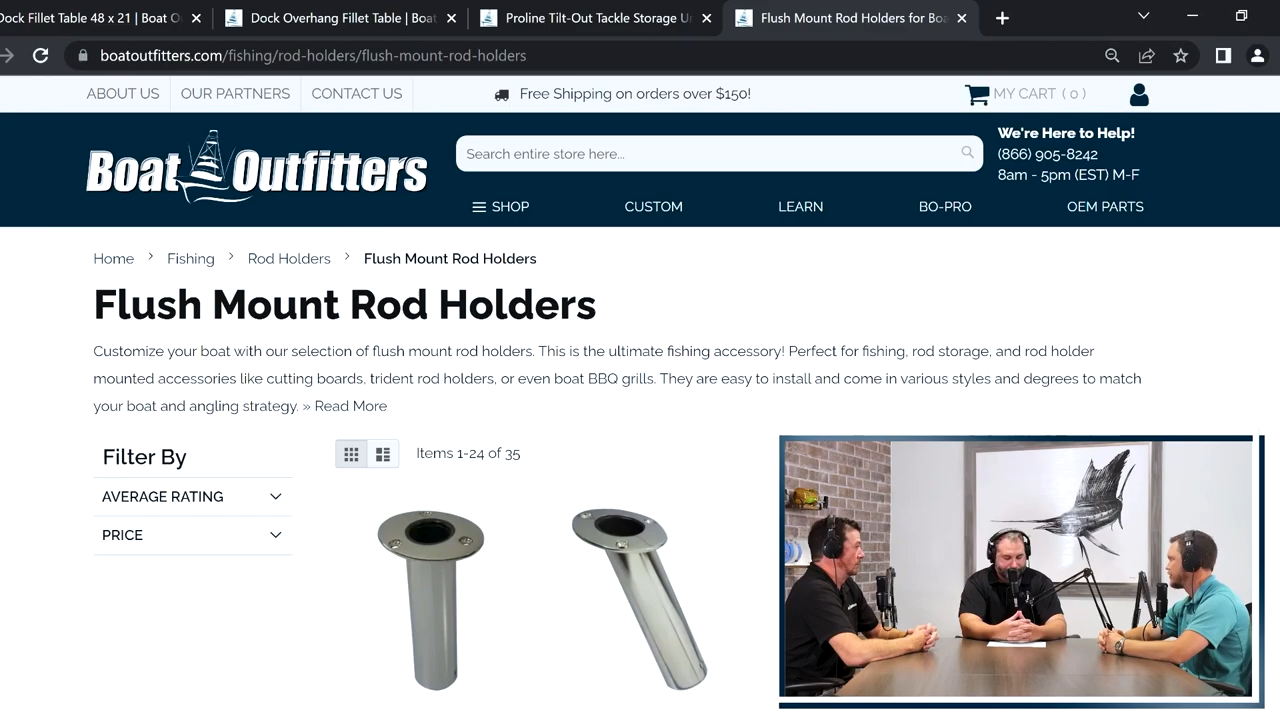 Dock Fillet Table 48 x 21 | Boat O
Dock Overhang Fillet Table | Boat
Proline Tilt-Out Tackle Storage Un
Flush Mount Rod Holders for Boa
boatoutfitters.com/fishing/rod-holders/flush-mount-rod-holders
ABOUT US
OUR PARTNERS
CONTACT US
Free Shipping on orders over $150!
MY CART ( 0 )
Boat Outfitters
Search entire store here...
We're Here to Help!
(866) 905-8242
8am - 5pm (EST) M-F
SHOP
CUSTOM
LEARN
BO-PRO
OEM PARTS
Home > Fishing > Rod Holders > Flush Mount Rod Holders
Flush Mount Rod Holders
Customize your boat with our selection of flush mount rod holders. This is the ultimate fishing accessory! Perfect for fishing, rod storage, and rod holder
mounted accessories like cutting boards, trident rod holders, or even boat BBQ grills. They are easy to install and come in various styles and degrees to match
your boat and angling strategy. » Read More
Filter By
Items 1-24 of 35
AVERAGE RATING
PRICE